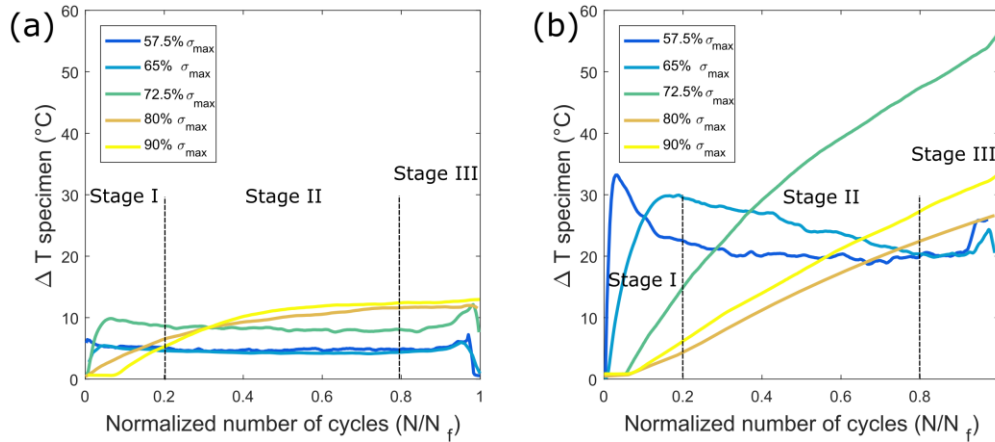 (a)
60
50
40
30
20
10
0
Δ T specimen (°C)
57.5% σmax
65% σmax
72.5% σmax
80% σmax
90% σmax
Stage I
Stage II
Stage III
0
0.2
0.4
0.6
0.8
1
Normalized number of cycles (N/N f)
(b)
60
50
40
30
20
10
0
Δ T specimen (°C)
57.5% σmax
65% σmax
72.5% σmax
80% σmax
90% σmax
Stage I
Stage II
Stage III
0
0.2
0.4
0.6
0.8
Normalized number of cycles (N/N f)